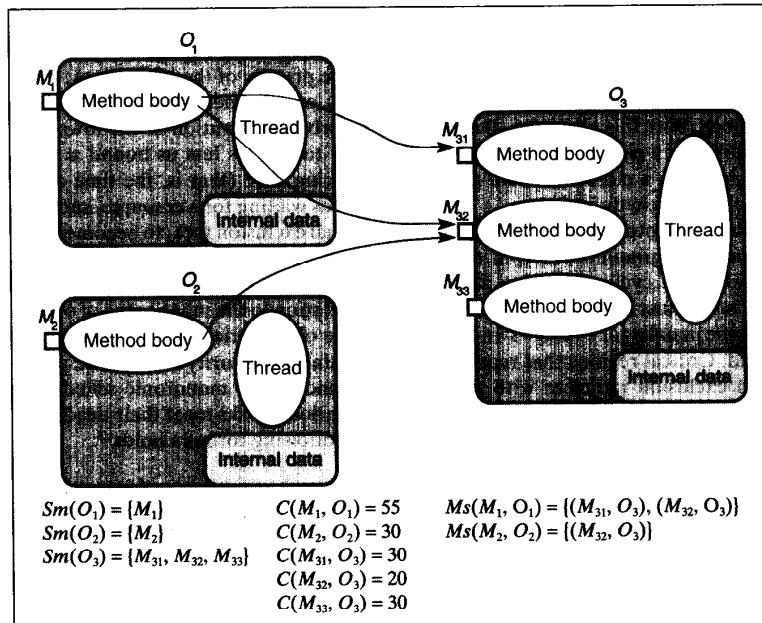 O₁
M₁
Method body
Thread
Internal data
O₂
M₂
Method body
Thread
Internal data
O₃
M₃₁
Method body
M₃₂
Method body
M₃₃
Method body
Thread
Internal data
Sm(O₁) = {M₁}
Sm(O₂) = {M₂}
Sm(O₃) = {M₃₁, M₃₂, M₃₃}
C(M₁, O₁) = 55
C(M₂, O₂) = 30
C(M₃₁, O₃) = 30
C(M₃₂, O₃) = 20
C(M₃₃, O₃) = 30
Ms(M₁, O₁) = {(M₃₁, O₃), (M₃₂, O₃)}
Ms(M₂, O₂) = {(M₃₂, O₃)}